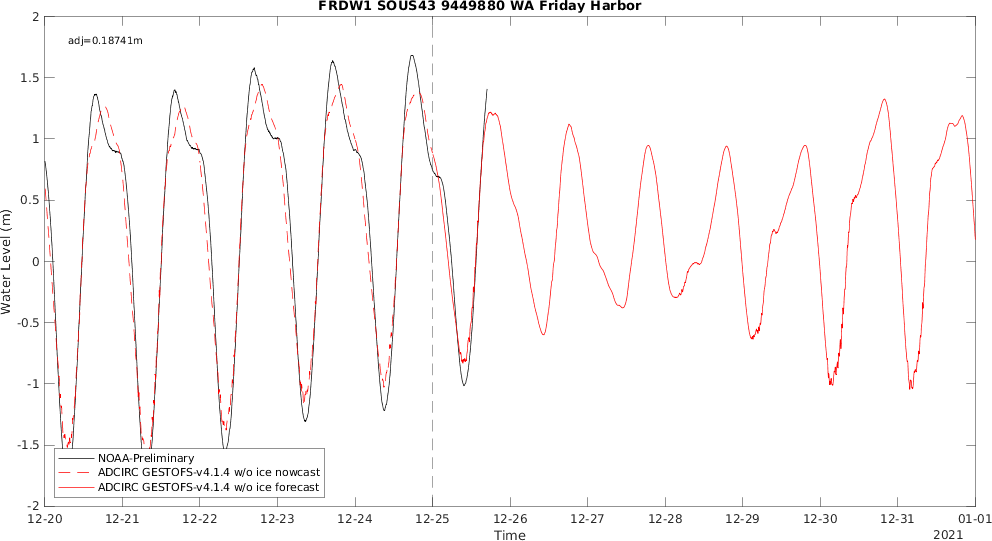 FRDW1 SOUS43 9449880 WA Friday Harbor
2
adj=0.18741m
1.5
1
0.5
0
-0.5
-1
-1.5
-2
Water Level (m)
NOAA-Preliminary
ADCIRC GESTOFS-v4.1.4 w/o ice nowcast
ADCIRC GESTOFS-v4.1.4 w/o ice forecast
12-20 12-21 12-22 12-23 12-24 12-25 12-26 12-27 12-28 12-29 12-30 12-31 01-01
Time
2021